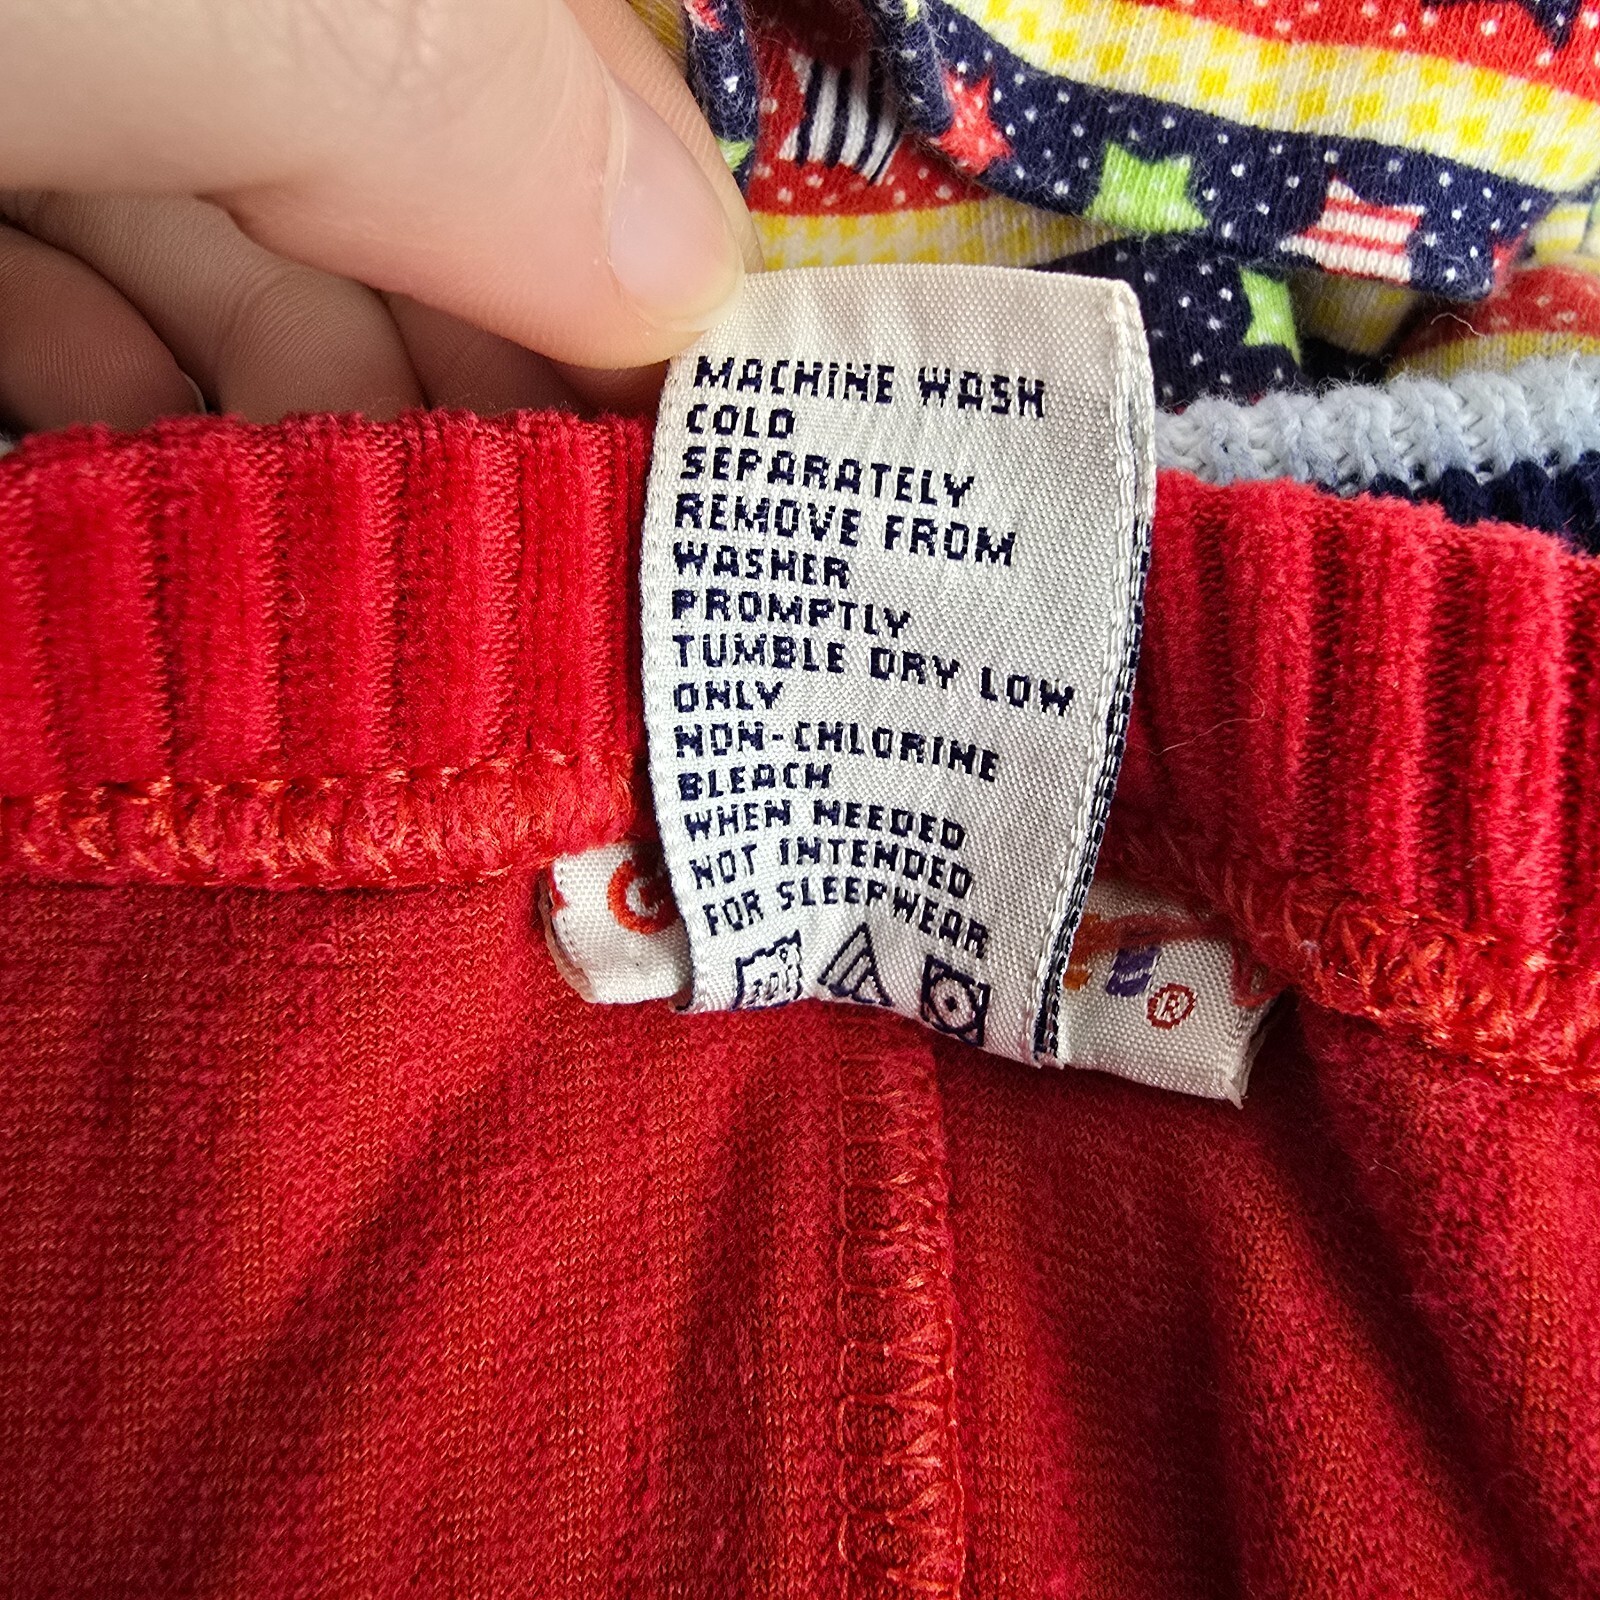 MACHINE WASH
COLD
SEPARATELY
REMOVE FROM
WASHER
PROMPTLY
TUMBLE DRY LOW
ONLY
NON-CHLORINE
BLEACH
WHEN NEEDED
NOT INTENDED
FOR SLEEPWEAR
®